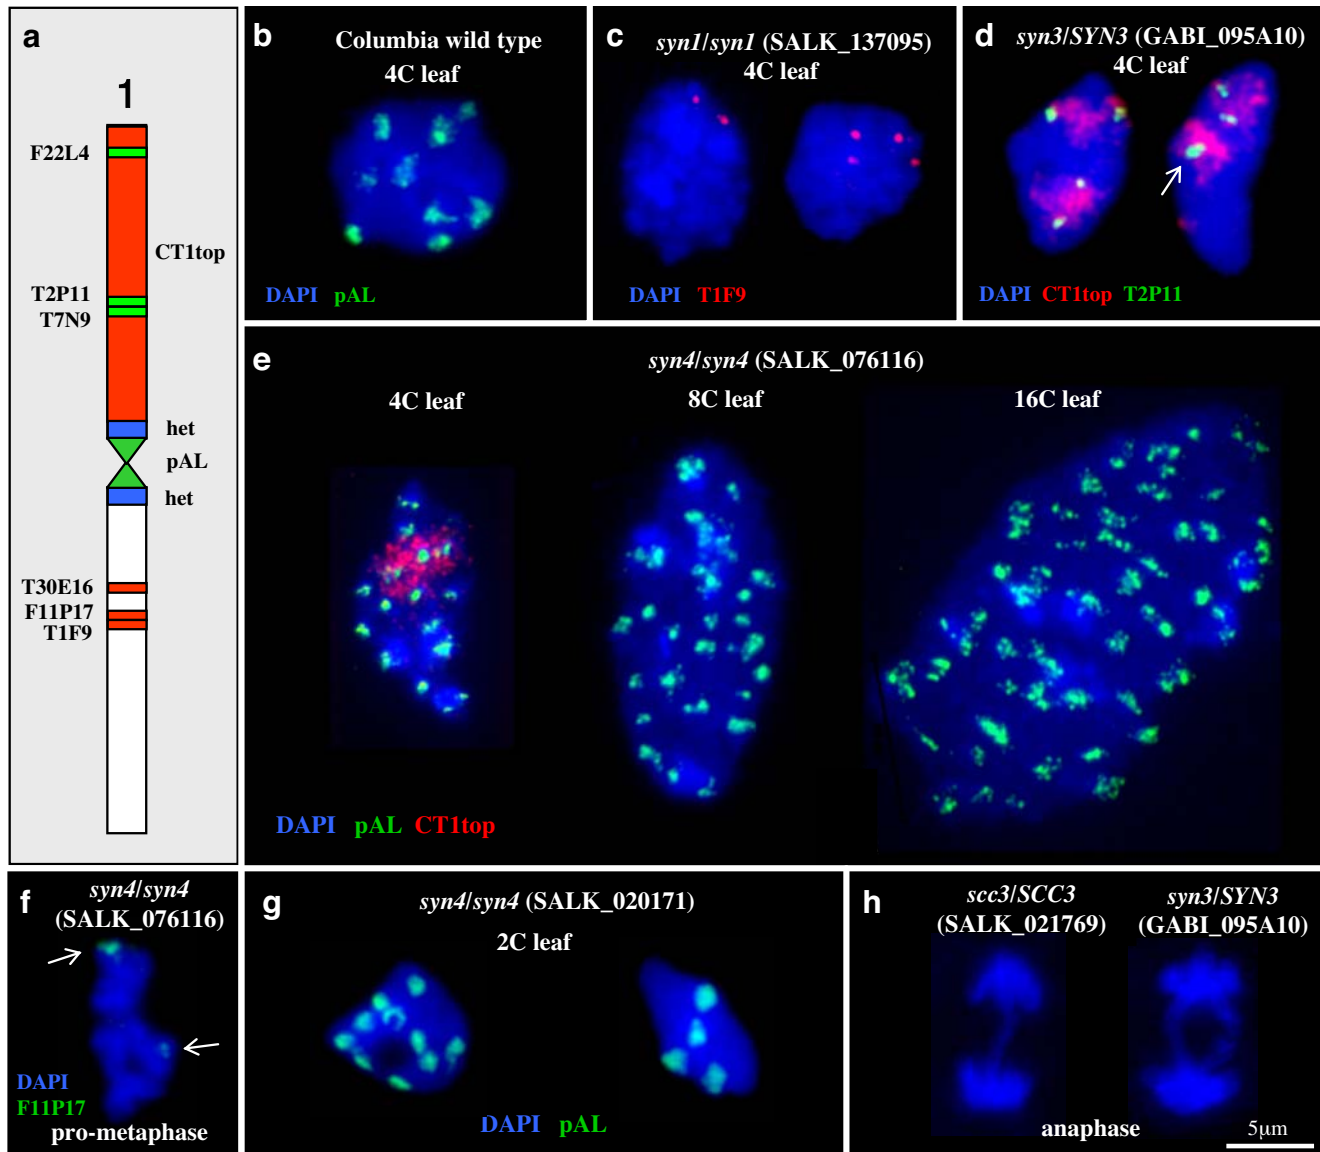 a
1
F22L4
CT1top
T2P11
T7N9
het
pAL
het
T30E16
F11P17
T1F9
b
Columbia wild type
4C leaf
DAPI pAL
c
syn1/syn1 (SALK_137095)
4C leaf
DAPI T1F9
d
syn3/SYN3 (GABI_095A10)
4C leaf
DAPI CT1top T2P11
e
syn4/syn4 (SALK_076116)
4C leaf 8C leaf 16C leaf
DAPI pAL CT1top
f
syn4/syn4
(SALK_076116)
DAPI
F11P17
pro-metaphase
g
syn4/syn4 (SALK_020171)
2C leaf
DAPI pAL
h
scc3/SCC3
(SALK_021769)
syn3/SYN3
(GABI_095A10)
anaphase
5µm